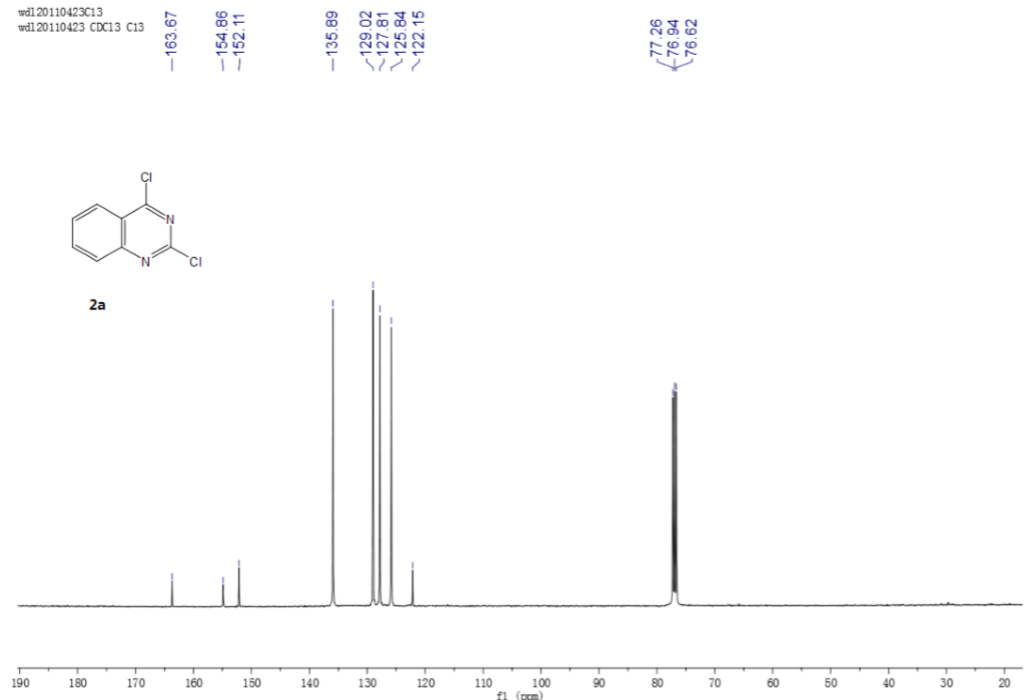 wdl20110423C13
wdl20110423 CDCl3 C13
163.67
154.86
152.11
135.89
129.02
127.81
125.84
122.15
77.26
76.94
76.62
Cl
N
N
Cl
2a
190 180 170 160 150 140 130 120 110 100 90 80 70 60 50 40 30 20
f1 (ppm)